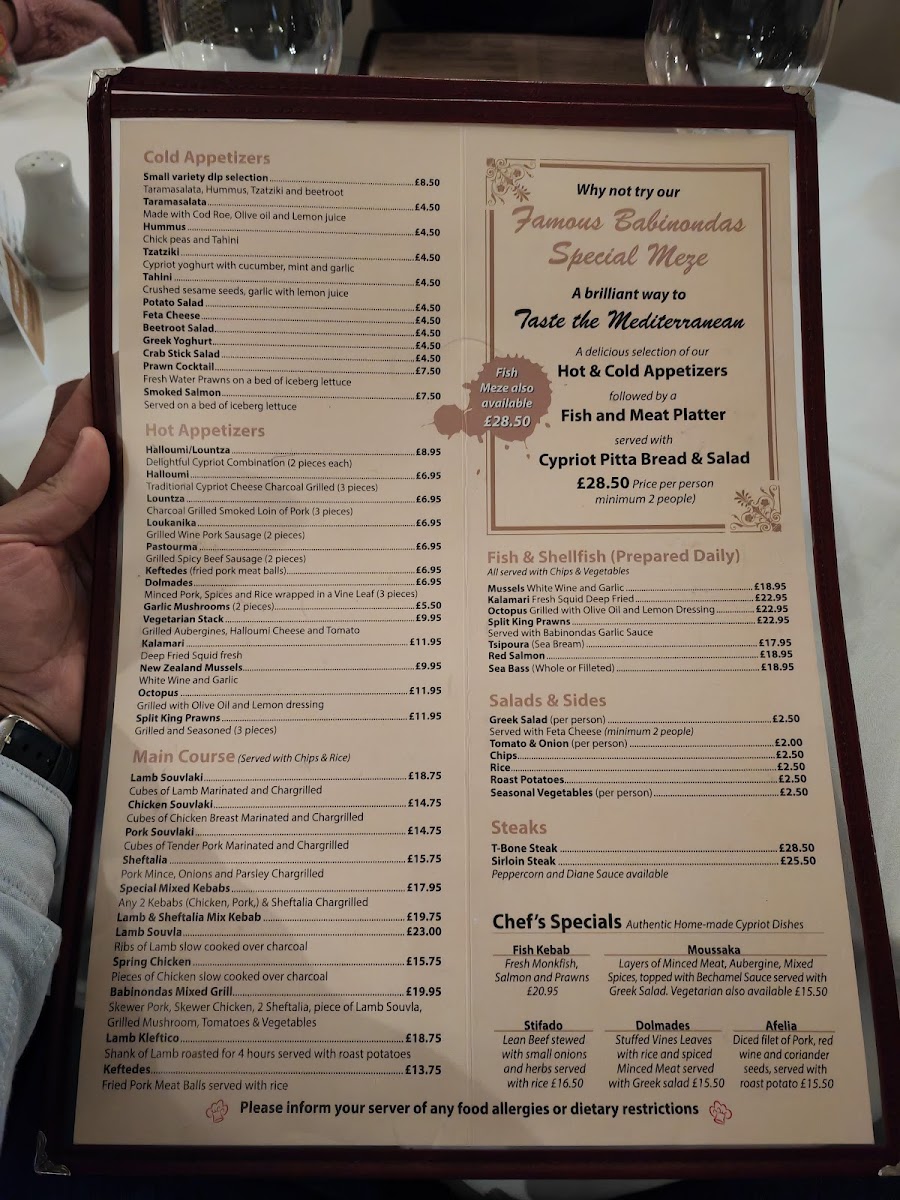 Cold Appetizers
Small variety dip selection £8.50
Taramasalata, Hummus, Tzatziki and beetroot
Taramasalata £4.50
Made with Cod Roe, Olive oil and Lemon juice
Hummus £4.50
Chick peas and Tahini
Tzatziki £4.50
Cypriot yoghurt with cucumber, mint and garlic
Tahini £4.50
Crushed sesame seeds, garlic with lemon juice
Potato Salad £4.50
Feta Cheese £4.50
Beetroot Salad £4.50
Greek Yoghurt £4.50
Crab Stick Salad £4.50
Prawn Cocktail £7.50
Fresh Water Prawns on a bed of iceberg lettuce
Smoked Salmon £7.50
Served on a bed of iceberg lettuce
Hot Appetizers
Halloumi/Lountza £8.95
Delightful Cypriot Combination (2 pieces each)
Halloumi £6.95
Traditional Cypriot Cheese Charcoal Grilled (3 pieces)
Lountza £6.95
Charcoal Grilled Smoked Loin of Pork (3 pieces)
Loukanika £6.95
Grilled Wine Pork Sausage (2 pieces)
Pastourma £6.95
Grilled Spicy Beef Sausage (2 pieces)
Keftedes (fried pork meat balls) £6.95
Dolmades £6.95
Minced Pork, Spices and Rice wrapped in a Vine Leaf (3 pieces)
Garlic Mushrooms (2 pieces) £5.50
Vegetarian Stack £9.95
Grilled Aubergines, Halloumi Cheese and Tomato
Kalamari £11.95
Deep Fried Squid fresh
New Zealand Mussels £9.95
White Wine and Garlic
Octopus £11.95
Grilled with Olive Oil and Lemon dressing
Split King Prawns £11.95
Grilled and Seasoned (3 pieces)
Main Course (Served with Chips & Rice)
Lamb Souvlaki £18.75
Cubes of Lamb Marinated and Chargrilled
Chicken Souvlaki £14.75
Cubes of Chicken Breast Marinated and Chargrilled
Pork Souvlaki £14.75
Cubes of Tender Pork Marinated and Chargrilled
Sheftalia £15.75
Pork Mince, Onions and Parsley Chargrilled
Special Mixed Kebabs £17.95
Any 2 Kebabs (Chicken, Pork,) & Sheftalia Chargrilled
Lamb & Sheftalia Mix Kebab £19.75
Lamb Souvla £23.00
Ribs of Lamb slow cooked over charcoal
Spring Chicken £15.75
Pieces of Chicken slow cooked over charcoal
Babinondas Mixed Grill £19.95
Skewer Pork, Skewer Chicken, 2 Sheftalia, piece of Lamb Souvla,
Grilled Mushroom, Tomatoes & Vegetables
Lamb Kleftico £18.75
Shank of Lamb roasted for 4 hours served with roast potatoes
Keftedes £13.75
Fried Pork Meat Balls served with rice
Why not try our
Famous Babinondas
Special Meze
A brilliant way to
Taste the Mediterranean
A delicious selection of our
Hot & Cold Appetizers
followed by a
Fish and Meat Platter
served with
Cypriot Pitta Bread & Salad
£28.50 Price per person
minimum 2 people)
Fish
Meze also
available
£28.50
Fish & Shellfish (Prepared Daily)
All served with Chips & Vegetables
Mussels White Wine and Garlic £18.95
Kalamari Fresh Squid Deep Fried £22.95
Octopus Grilled with Olive Oil and Lemon Dressing £22.95
Split King Prawns £22.95
Served with Babinondas Garlic Sauce
Tsipoura (Sea Bream) £17.95
Red Salmon £18.95
Sea Bass (Whole or Filleted) £18.95
Salads & Sides
Greek Salad (per person) £2.50
Served with Feta Cheese (minimum 2 people)
Tomato & Onion (per person) £2.00
Chips £2.50
Rice £2.50
Roast Potatoes £2.50
Seasonal Vegetables (per person) £2.50
Steaks
T-Bone Steak £28.50
Sirloin Steak £25.50
Peppercorn and Diane Sauce available
Chef's Specials Authentic Home-made Cypriot Dishes
Fish Kebab
Fresh Monkfish,
Salmon and Prawns
£20.95
Moussaka
Layers of Minced Meat, Aubergine, Mixed
Spices, topped with Bechamel Sauce served with
Greek Salad. Vegetarian also available £15.50
Stifado
Lean Beef stewed
with small onions
and herbs served
with rice £16.50
Dolmades
Stuffed Vines Leaves
with rice and spiced
Minced Meat served
with Greek salad £15.50
Afelia
Diced filet of Pork, red
wine and coriander
seeds, served with
roast potato £15.50
Please inform your server of any food allergies or dietary restrictions